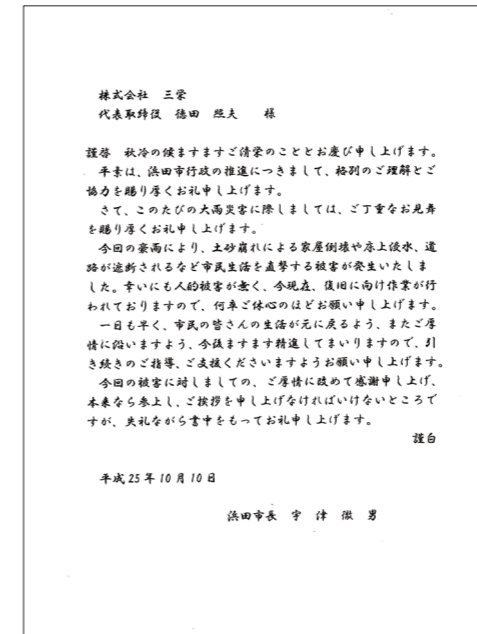 株式会社 三栄
代表取締役 徳田 照夫 様
謹啓 秋冷の候ますますご清栄のこととお慶び申し上げます。
平素は、浜田市行政の推進につきまして、格別のご理解とご
協力を賜り厚くお礼申し上げます。
さて、このたびの大雨災害に際しましては、ご丁重なお見舞
を賜り厚くお礼申し上げます。
今回の豪雨により、土砂崩れによる家屋倒壊や床上浸水、道
路が遮断されるなど市民生活を直撃する被害が発生いたしま
した。幸いにも人的被害が無く、今現在、復旧に向け作業が行
われておりますので、何卒ご休心のほどお願い申し上げます。
一日も早く、市民の皆さんの生活が元に戻るよう、またご厚
情に沿いますよう、今後ますます精進してまいりますので、引
き続きのご指導、ご支援くださいますようお願い申し上げます。
今回の被害に対しましての、ご厚情に改めて感謝申し上げ、
本来なら参上し、ご挨拶を申し上げなければいけないところで
すが、失礼ながら書中をもってお礼申し上げます。
謹白
平成25年10月10日
浜田市長 宇 津 徹 男